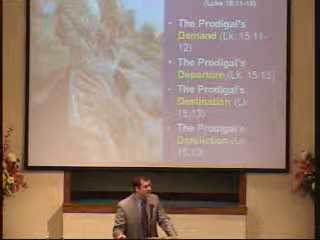 (Luke 15:11-13)
• The Prodigal's
Demand (Lk. 15:11-
12)
• The Prodigal's
Departure (Lk. 15:13)
• The Prodigal's
Destination (Lk.
15:13)
• The Prodigal's
(Lk.
15:13)